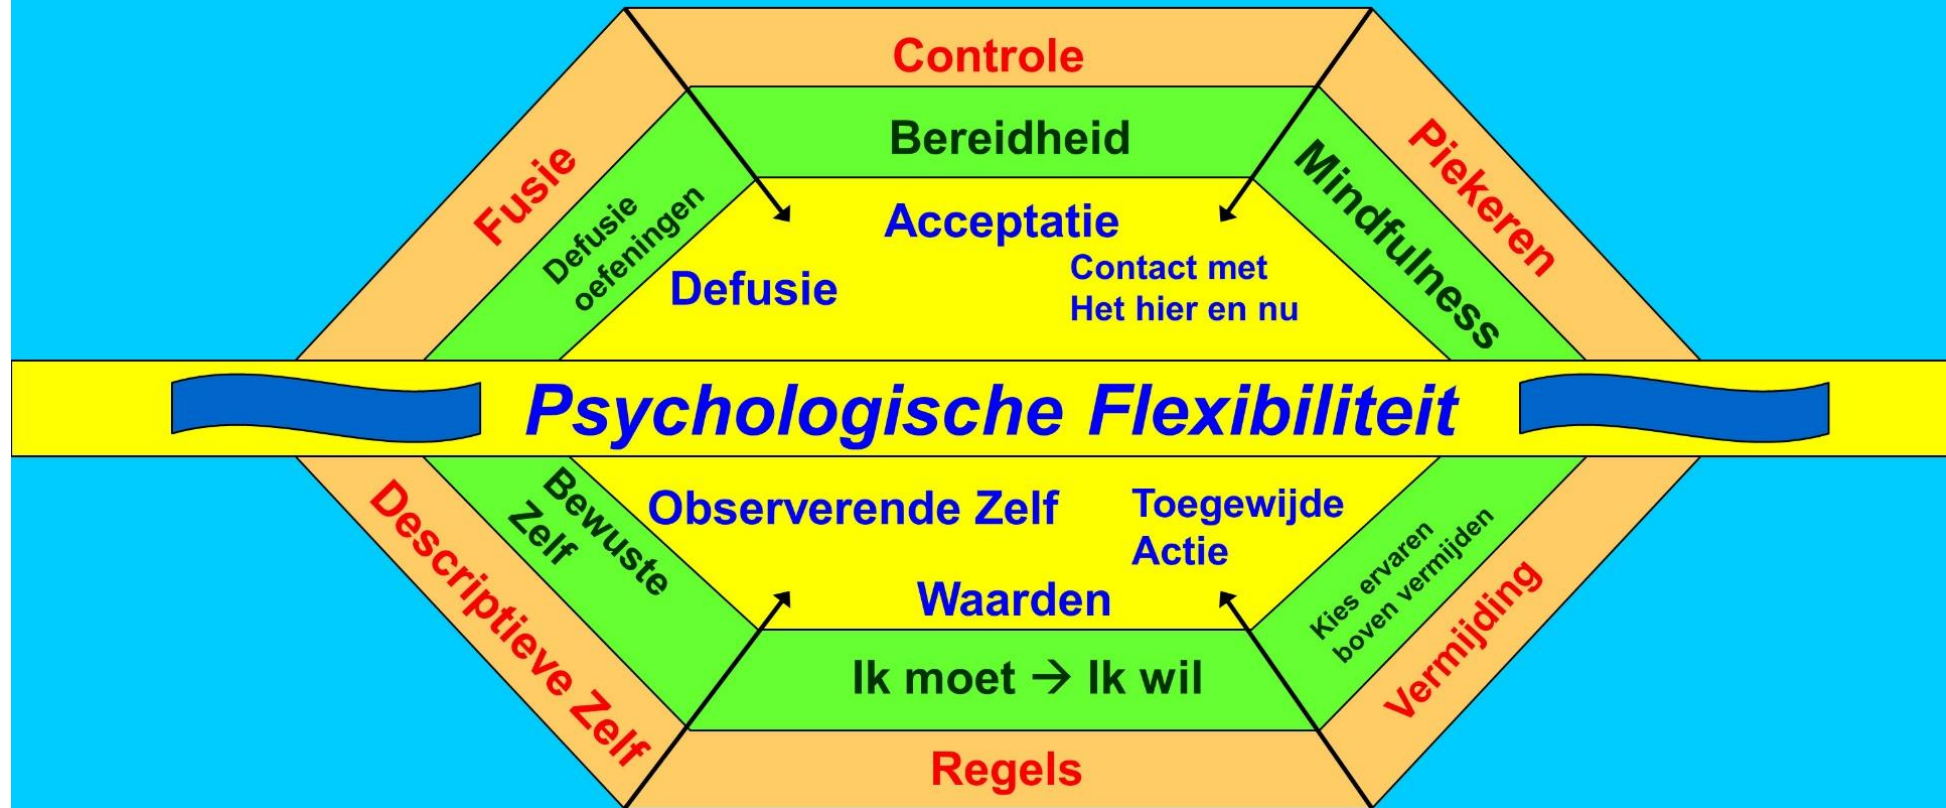 Controle
Bereidheid
Fusie
Defusie
oefeningen
Acceptatie
Defusie
Contact met
Het hier en nu
Mindfulness
Piekeren
Psychologische Flexibiliteit
Descriptieve Zelf
Bewuste
Zelf
Observerende Zelf
Toegewijde
Actie
Waarden
Kies ervaren
boven vermijden
Vermijding
Ik moet → Ik wil
Regels